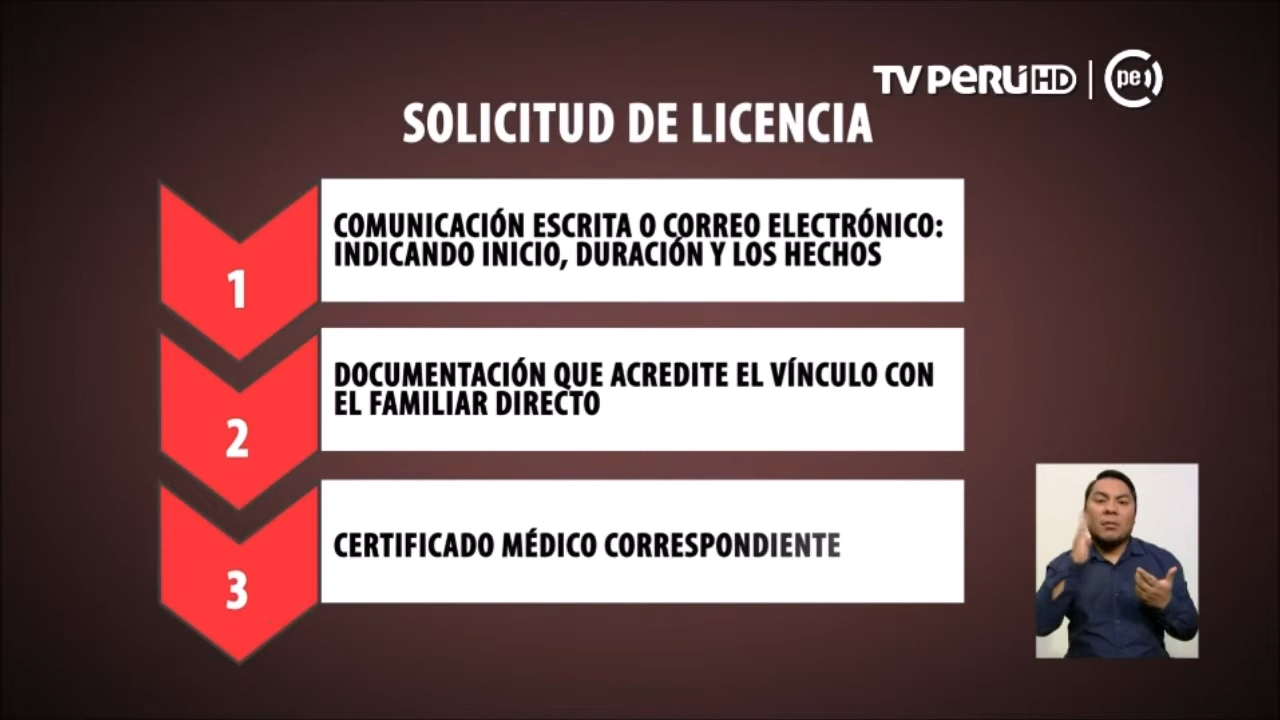 TV PERÚ HD | pe
SOLICITUD DE LICENCIA
1
COMUNICACIÓN ESCRITA O CORREO ELECTRÓNICO:
INDICANDO INICIO, DURACIÓN Y LOS HECHOS
2
DOCUMENTACIÓN QUE ACREDITE EL VÍNCULO CON
EL FAMILIAR DIRECTO
3
CERTIFICADO MÉDICO CORRESPONDIENTE